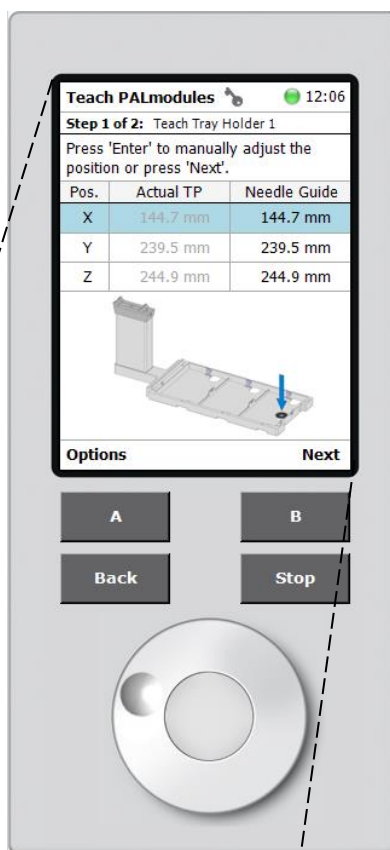 Teach PALmodules 12:06
Step 1 of 2: Teach Tray Holder 1
Press 'Enter' to manually adjust the
position or press 'Next'.
Pos. Actual TP Needle Guide
X 144.7 mm 144.7 mm
Y 239.5 mm 239.5 mm
Z 244.9 mm 244.9 mm
Options Next
A B
Back Stop